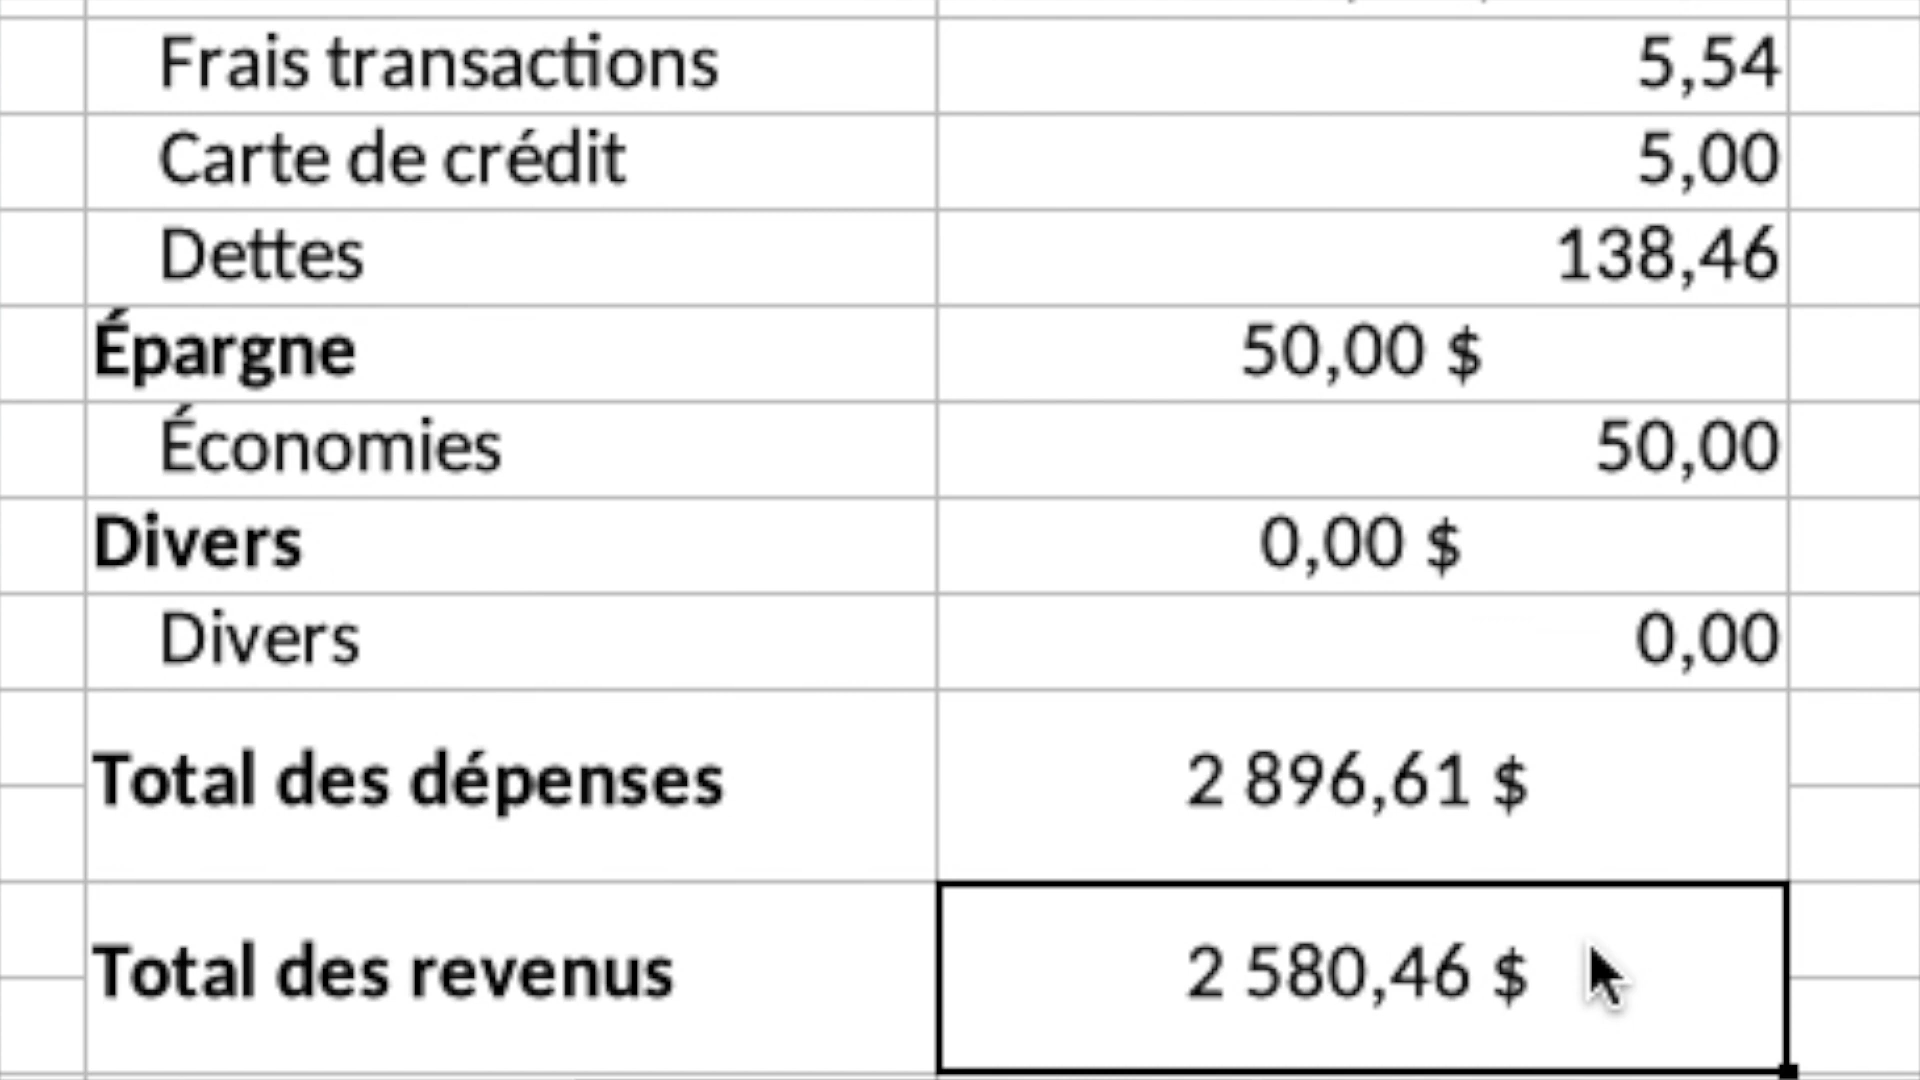 Frais transactions 5,54
Carte de crédit 5,00
Dettes 138,46
Épargne 50,00 $
Économies 50,00
Divers 0,00 $
Divers 0,00
Total des dépenses 2 896,61 $
Total des revenus 2 580,46 $